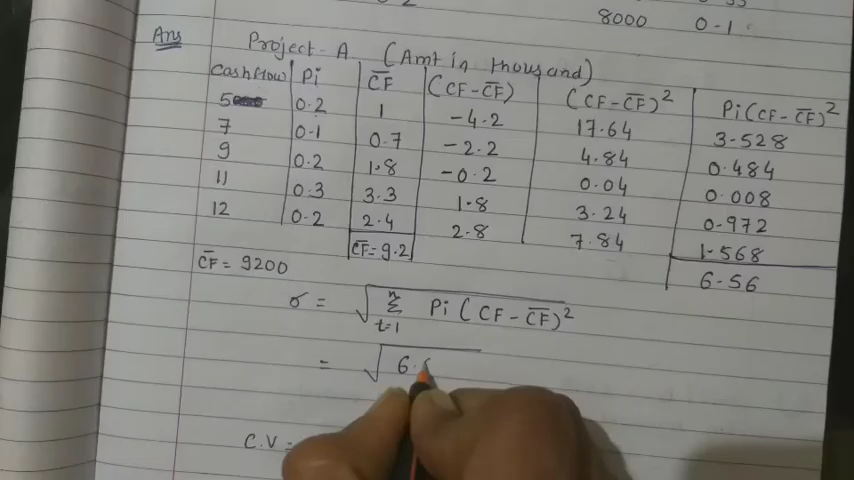 8000 0-1
Ans Project-A (Amt in thousand)
Cashflow Pi C̅F̅ (CF-C̅F̅) (CF-C̅F̅)² Pi(CF-C̅F̅)²
5 0.2 1 -4.2 17.64 3.528
7 0.1 0.7 -2.2 4.84 0.484
9 0.2 1.8 -0.2 0.04 0.008
11 0.3 3.3 1.8 3.24 0.972
12 0.2 2.4 2.8 7.84 1.568
C̅F̅=9.2 6.56
C̅F̅ = 9200
σ = √ n Σ t=1 Pi (CF-C̅F̅)²
= √ 6.
C.V=